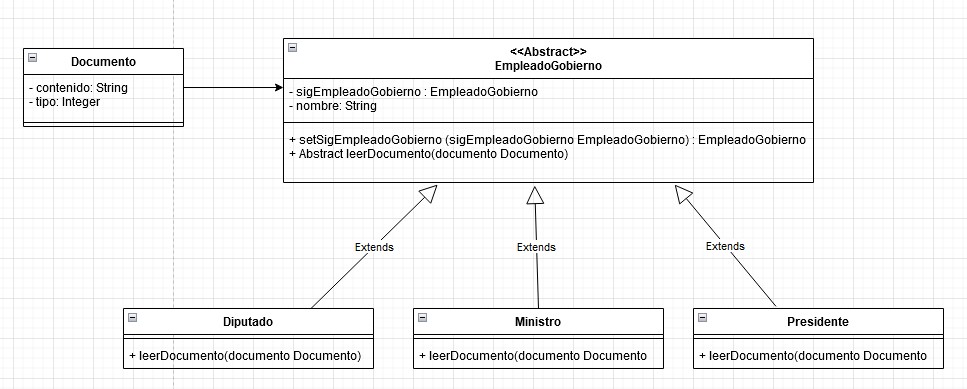 Documento
- contenido: String
- tipo: Integer
<<Abstract>>
EmpleadoGobierno
- sigEmpleadoGobierno : EmpleadoGobierno
- nombre: String
+ setSigEmpleadoGobierno (sigEmpleadoGobierno EmpleadoGobierno) : EmpleadoGobierno
+ Abstract leerDocumento(documento Documento)
Extends
Extends
Extends
Diputado
+ leerDocumento(documento Documento)
Ministro
+ leerDocumento(documento Documento
Presidente
+ leerDocumento(documento Documento